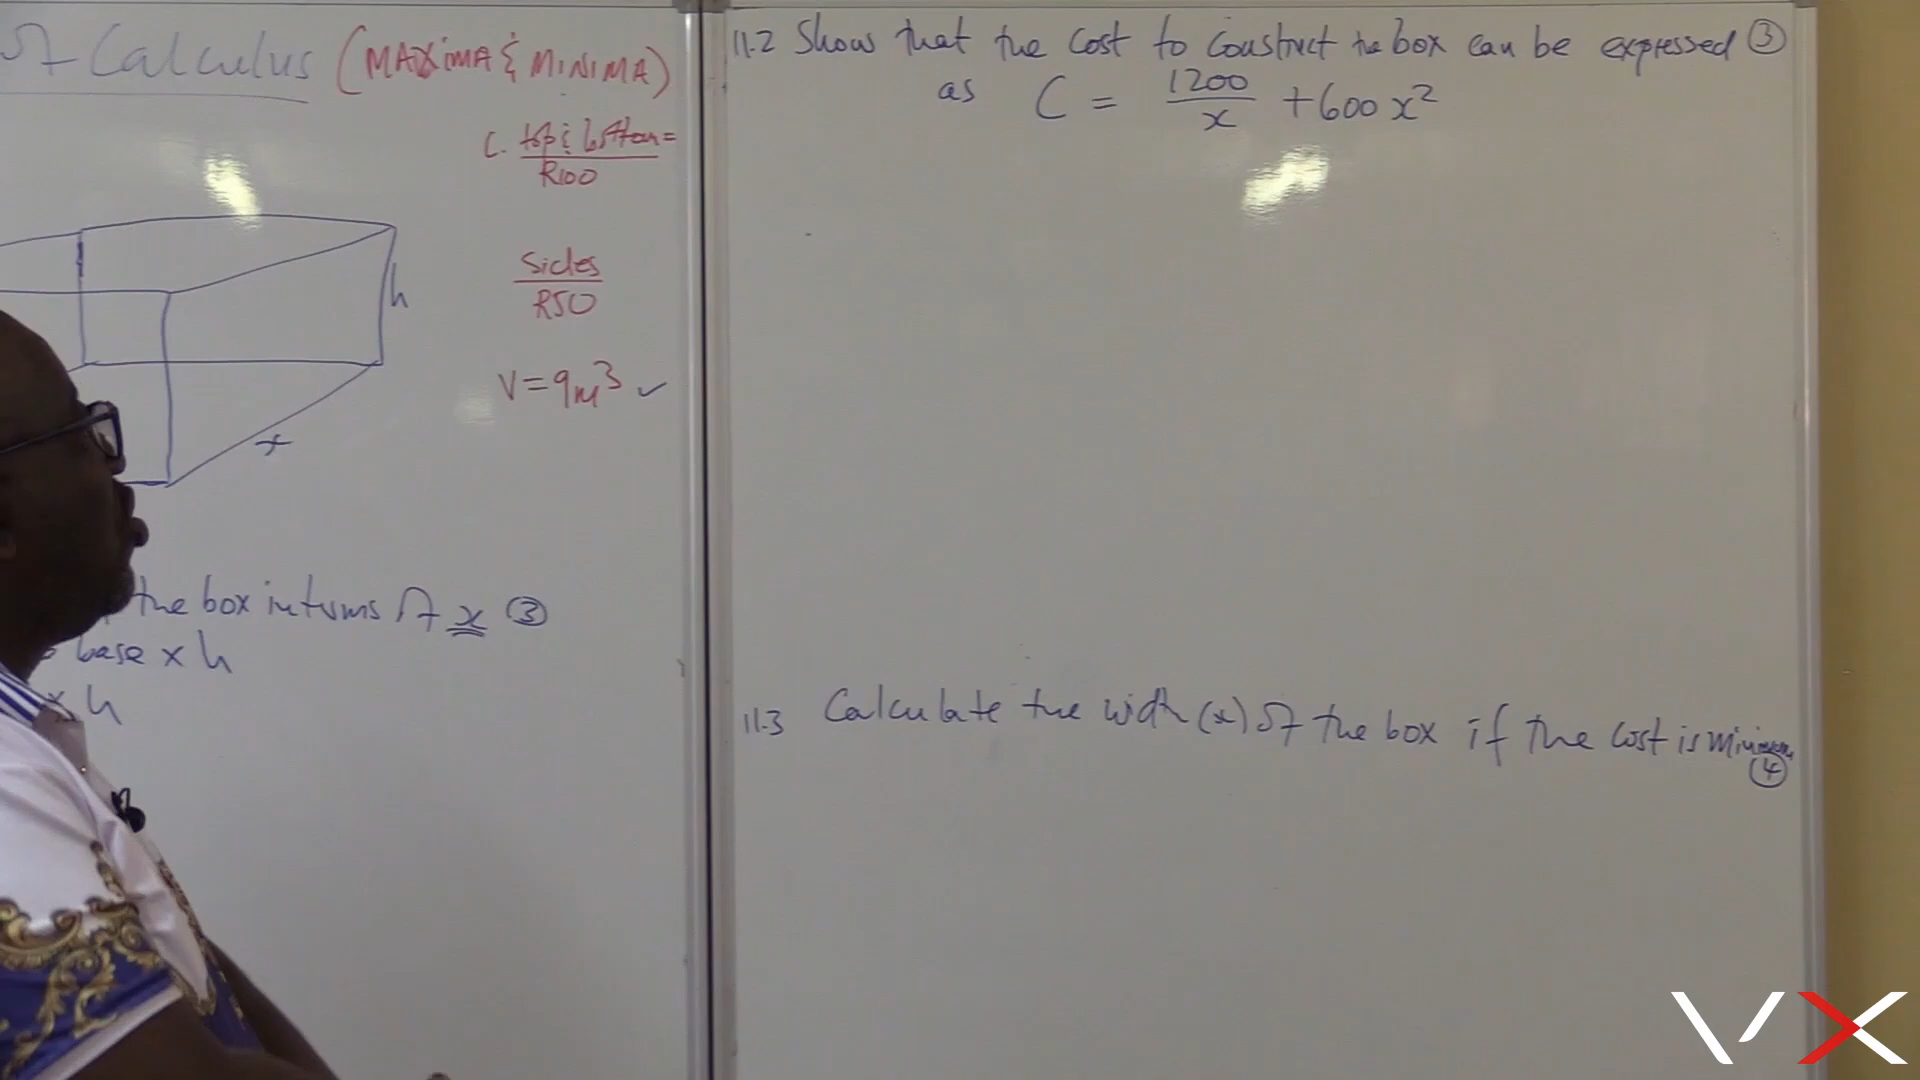 Calculus (MAXIMA & MINIMA)
C. top & bottom =
R100
Sides
R50
h
V = 9m³ ✓
x
the box in terms of x ③
base × h
× h
11.2 Show that the cost to construct the box can be expressed ③
as C = 1200/x + 600x²
11.3 Calculate the width (x) of the box if the cost is minimum
④
VX